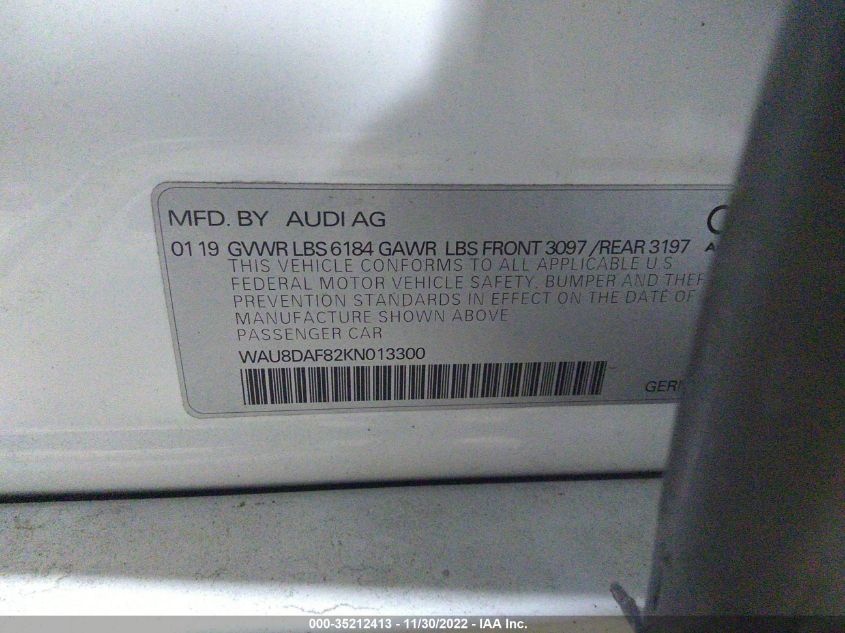 MFD. BY AUDI AG
01 19 GVWR LBS 6184 GAWR LBS FRONT 3097 /REAR 3197
THIS VEHICLE CONFORMS TO ALL APPLICABLE U.S
FEDERAL MOTOR VEHICLE SAFETY, BUMPER AND THEF
PREVENTION STANDARDS IN EFFECT ON THE DATE OF
MANUFACTURE SHOWN ABOVE
PASSENGER CAR
WAU8DAF82KN013300
000-35212413 - 11/30/2022 - IAA Inc.